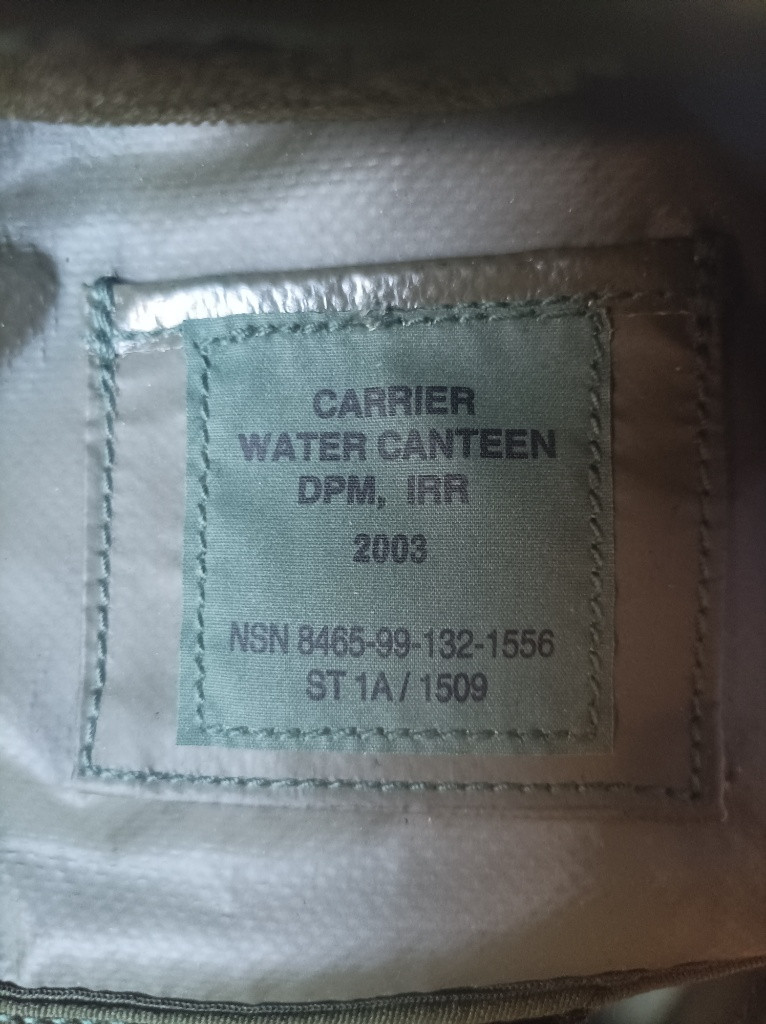 CARRIER
WATER CANTEEN
DPM, IRR
2003
NSN 8465-99-132-1556
ST 1A / 1509